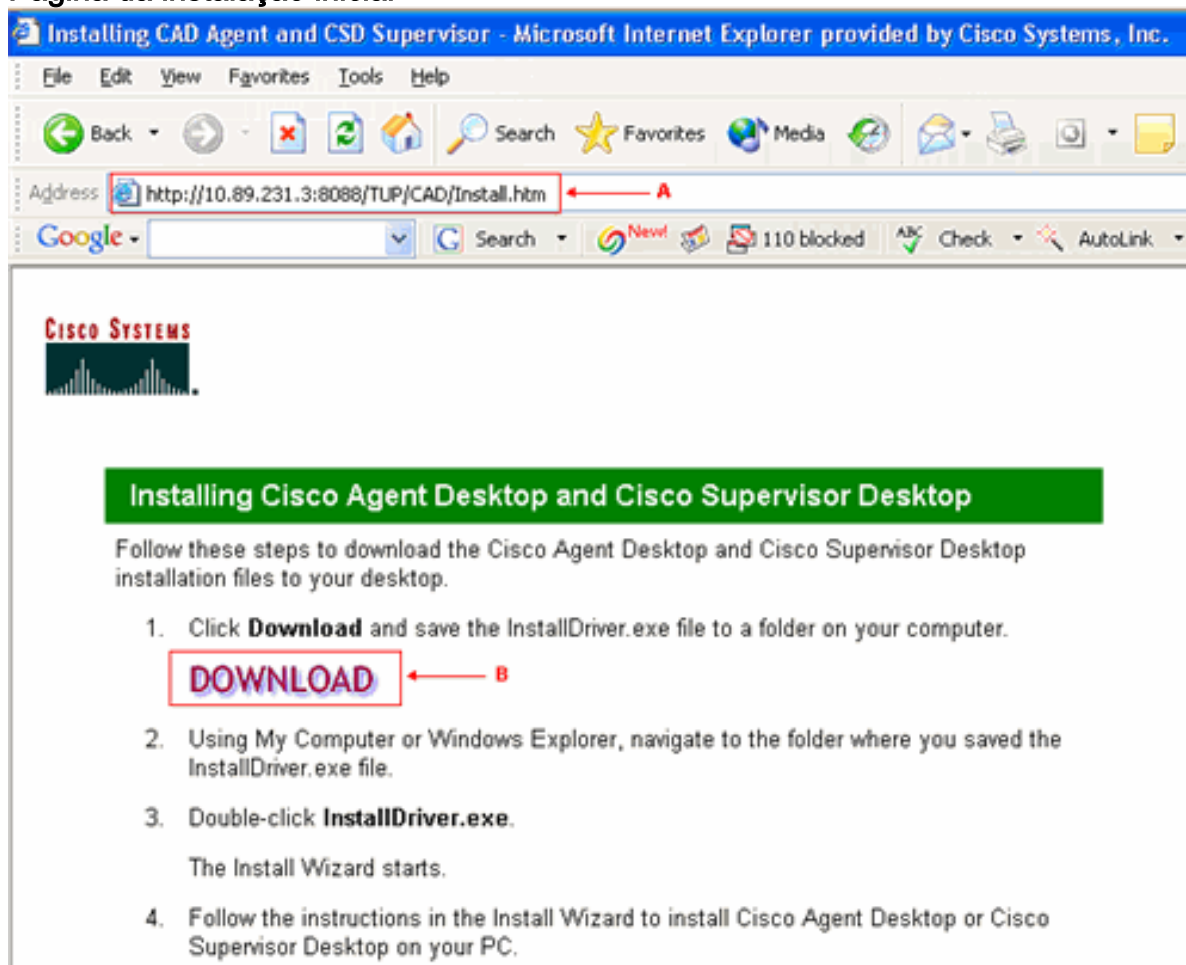 Página da instalação inicial
Installing CAD Agent and CSD Supervisor - Microsoft Internet Explorer provided by Cisco Systems, Inc.
File Edit View Favorites Tools Help
Back Search Favorites Media
Address http://10.89.231.3:8088/TUP/CAD/Install.htm A
Google Search New! 110 blocked ABC Check AutoLink
CISCO SYSTEMS
Installing Cisco Agent Desktop and Cisco Supervisor Desktop
Follow these steps to download the Cisco Agent Desktop and Cisco Supervisor Desktop
installation files to your desktop.
1. Click Download and save the InstallDriver.exe file to a folder on your computer.
DOWNLOAD B
2. Using My Computer or Windows Explorer, navigate to the folder where you saved the
InstallDriver.exe file.
3. Double-click InstallDriver.exe.
The Install Wizard starts.
4. Follow the instructions in the Install Wizard to install Cisco Agent Desktop or Cisco
Supervisor Desktop on your PC.